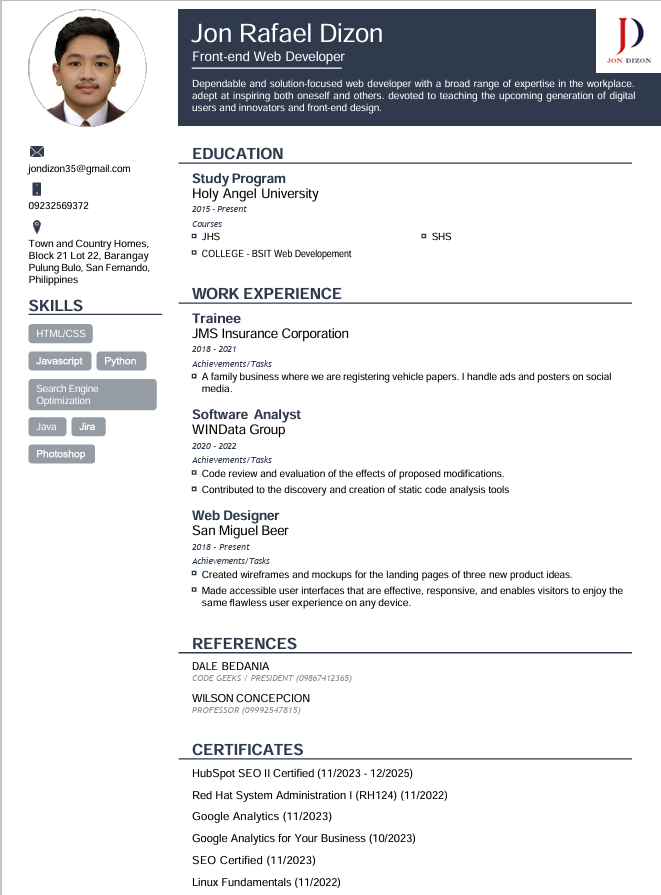 Jon Rafael Dizon
Front-end Web Developer
JD
JON DIZON
Dependable and solution-focused web developer with a broad range of expertise in the workplace.
adept at inspiring both oneself and others. devoted to teaching the upcoming generation of digital
users and innovators and front-end design.
jondizon35@gmail.com
09232569372
Town and Country Homes,
Block 21 Lot 22, Barangay
Pulung Bulo, San Fernando,
Philippines
SKILLS
HTML/CSS
Javascript Python
Search Engine
Optimization
Java Jira
Photoshop
EDUCATION
Study Program
Holy Angel University
2015 - Present
Courses
JHS
SHS
COLLEGE - BSIT Web Developement
WORK EXPERIENCE
Trainee
JMS Insurance Corporation
2018 - 2021
Achievements/Tasks
A family business where we are registering vehicle papers. I handle ads and posters on social
media.
Software Analyst
WINData Group
2020 - 2022
Achievements/Tasks
Code review and evaluation of the effects of proposed modifications.
Contributed to the discovery and creation of static code analysis tools
Web Designer
San Miguel Beer
2018 - Present
Achievements/Tasks
Created wireframes and mockups for the landing pages of three new product ideas.
Made accessible user interfaces that are effective, responsive, and enables visitors to enjoy the
same flawless user experience on any device.
REFERENCES
DALE BEDANIA
CODE GEEKS / PRESIDENT (09867412365)
WILSON CONCEPCION
PROFESSOR (09992547815)
CERTIFICATES
HubSpot SEO II Certified (11/2023 - 12/2025)
Red Hat System Administration I (RH124) (11/2022)
Google Analytics (11/2023)
Google Analytics for Your Business (10/2023)
SEO Certified (11/2023)
Linux Fundamentals (11/2022)